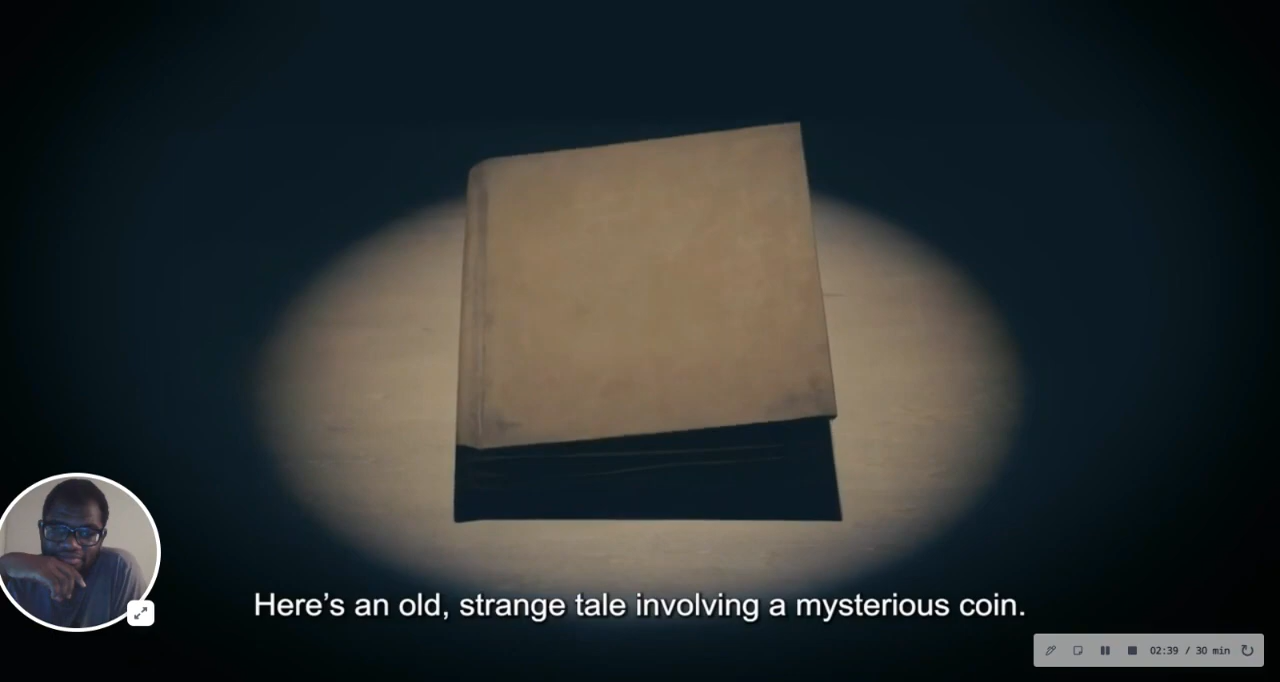 Here’s an old, strange tale involving a mysterious coin.
02:39 / 30 min